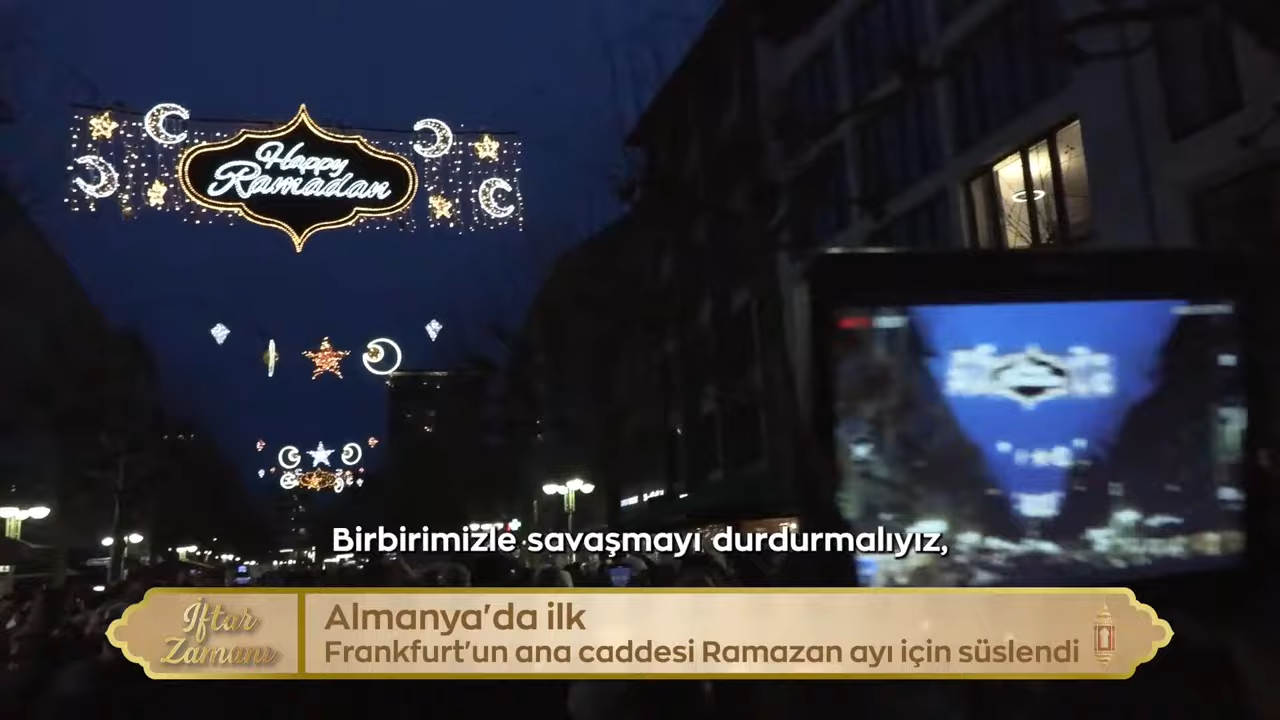 Happy
Ramadan
Birbirimizle savaşmayı durdurmalıyız,
İftar
Zamanı
Almanya'da ilk
Frankfurt'un ana caddesi Ramazan ayı için süslendi